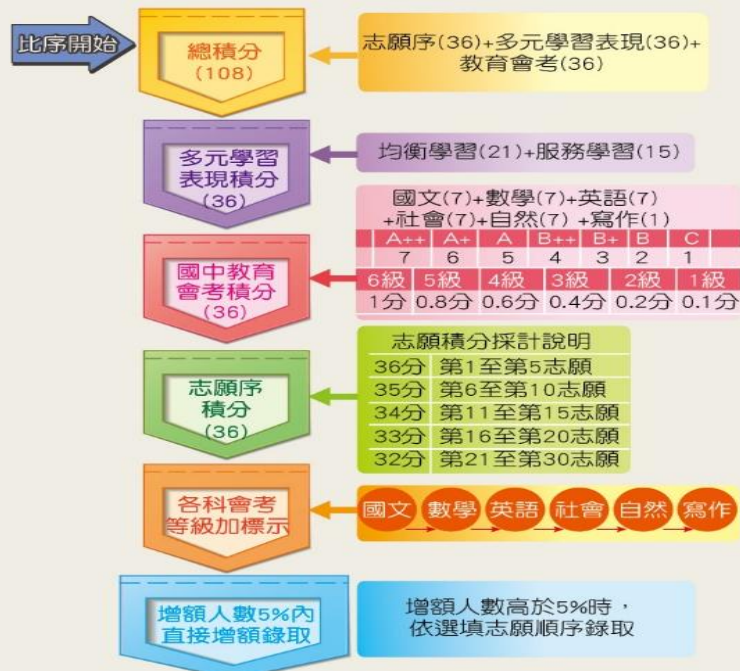 比序開始
總積分
(108)
志願序(36)+多元學習表現(36)+
教育會考(36)
多元學習
表現積分
(36)
均衡學習(21)+服務學習(15)
國中教育
會考積分
(36)
國文(7)+數學(7)+英語(7)
+社會(7)+自然(7) +寫作(1)
A++ A+ A B++ B+ B C
7 6 5 4 3 2 1
6級 5級 4級 3級 2級 1級
1分 0.8分 0.6分 0.4分 0.2分 0.1分
志願序
積分
(36)
志願積分採計說明
36分 第1至第5志願
35分 第6至第10志願
34分 第11至第15志願
33分 第16至第20志願
32分 第21至第30志願
各科會考
等級加標示
國文 數學 英語 社會 自然 寫作
增額人數5%內
直接增額錄取
增額人數高於5%時，
依選填志願順序錄取